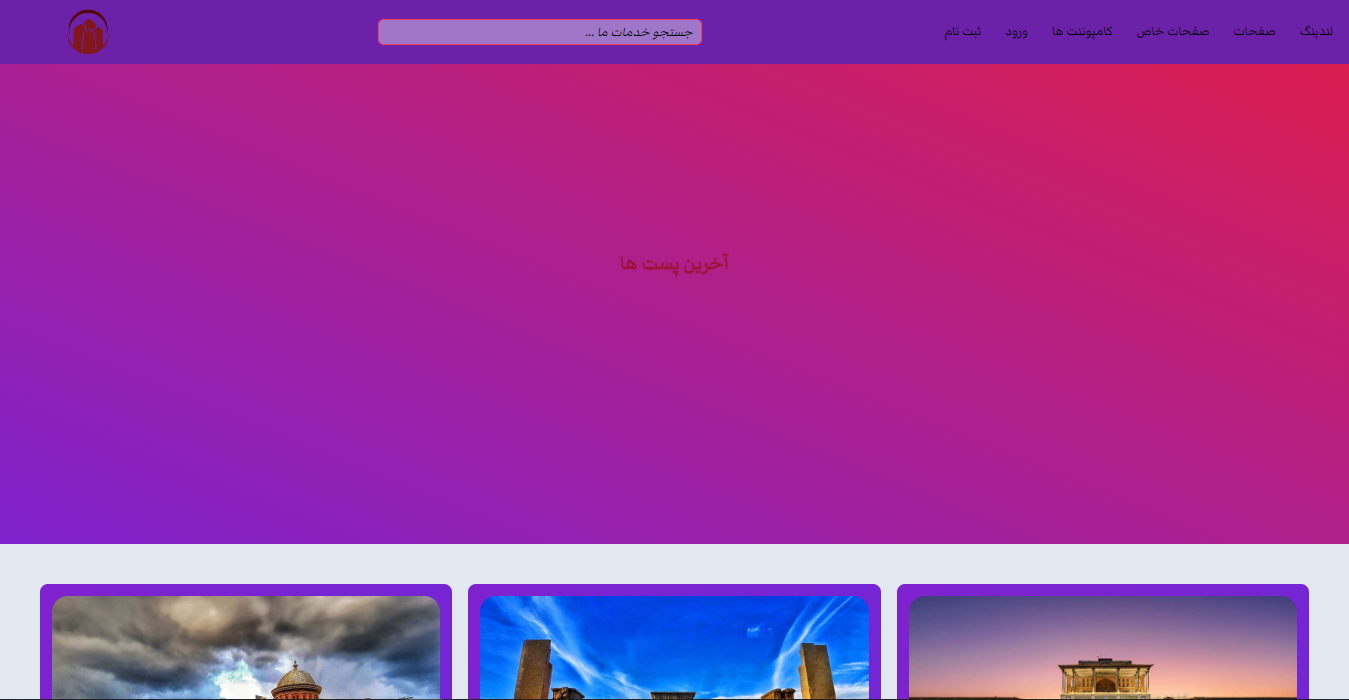 لندینگ
صفحات
صفحات خاص
کامپوننت ها
ورود
ثبت نام
جستجو خدمات ما ...
آخرین پست ها